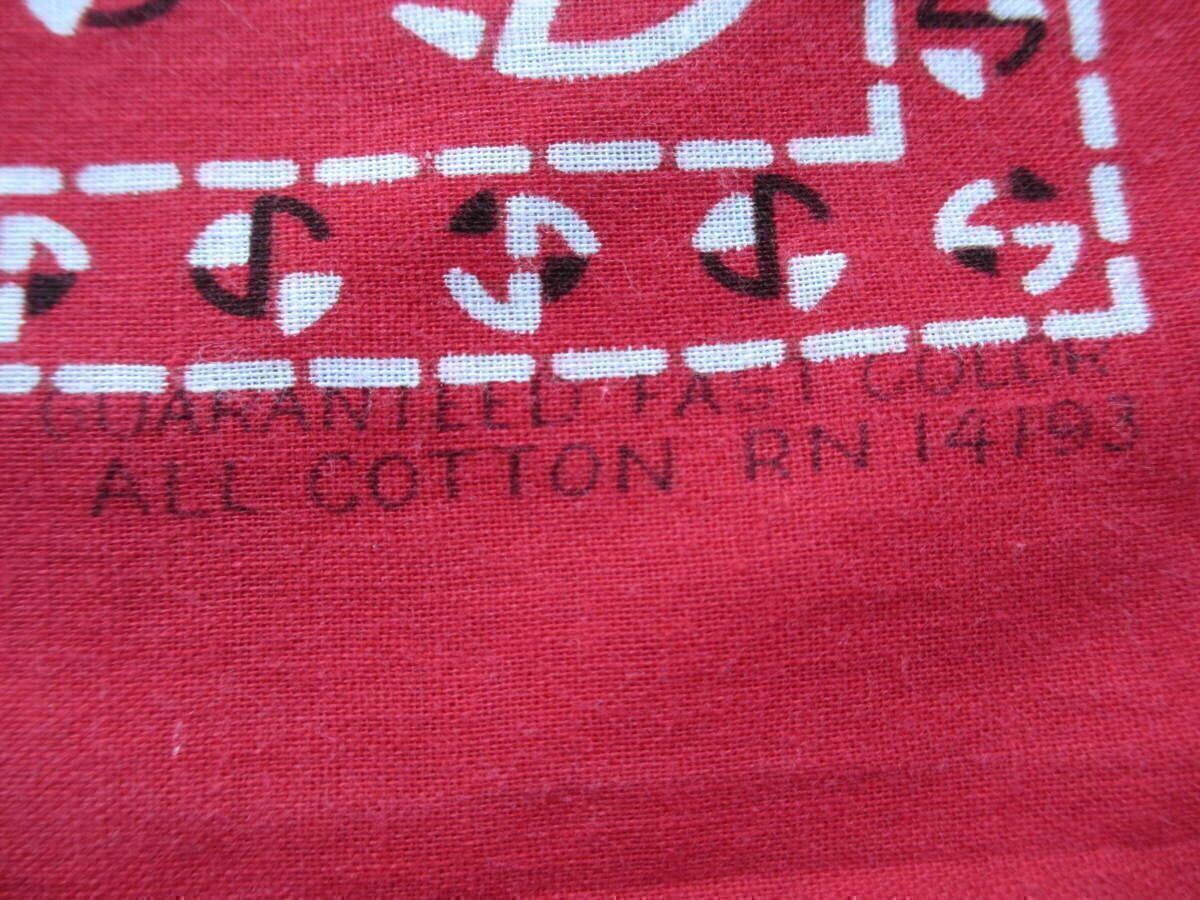 GUARANTEED FAST COLOR
ALL COTTON RN 14193